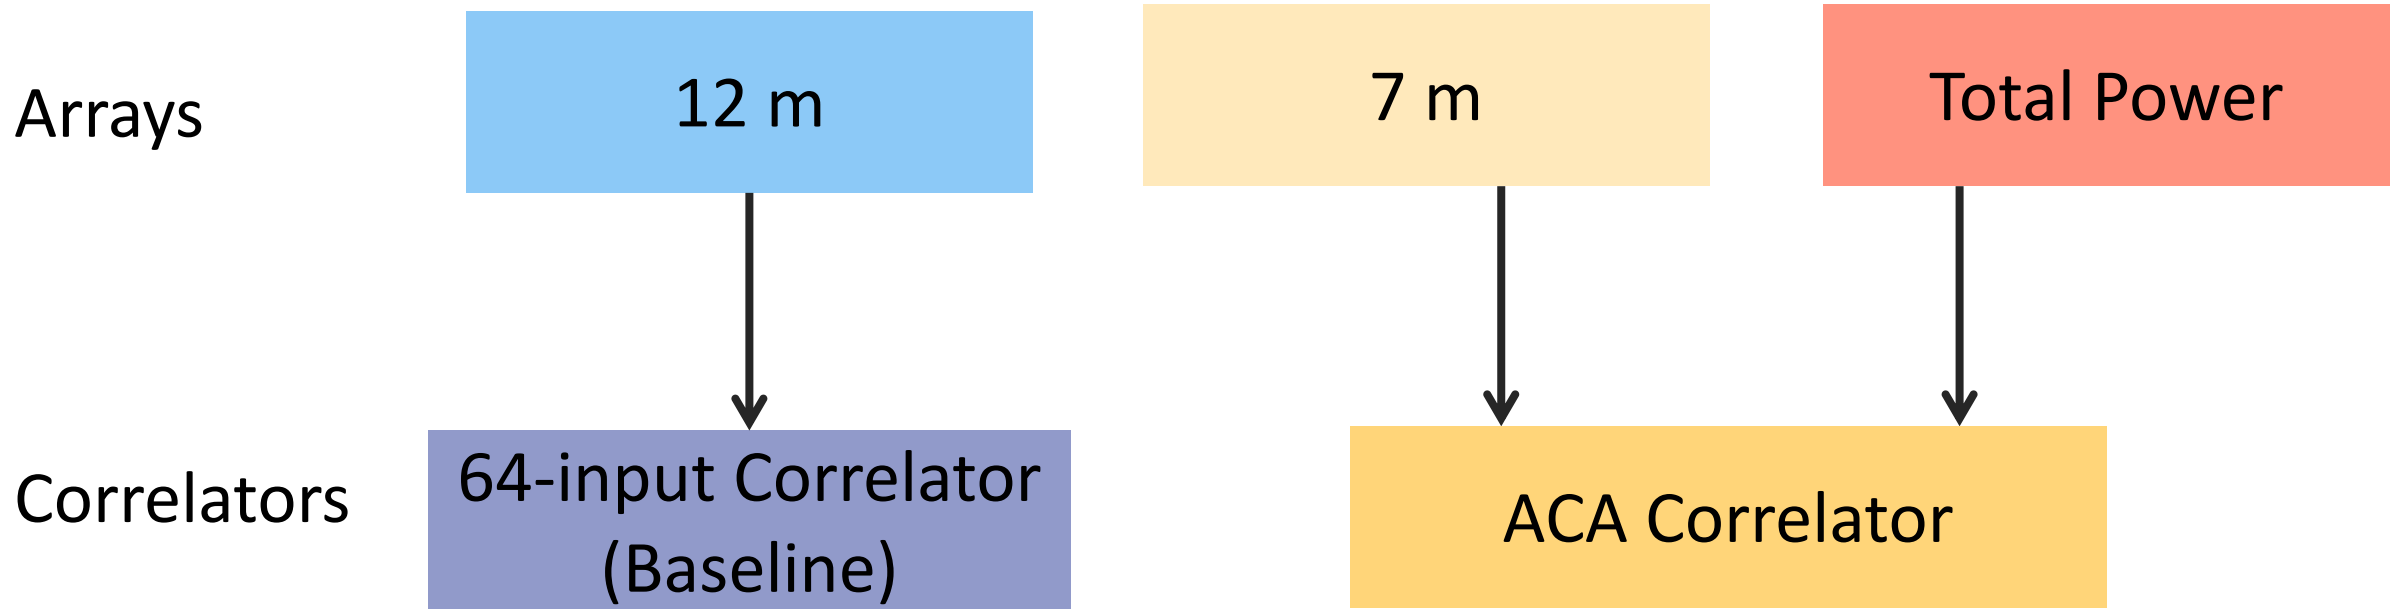 Arrays
12 m
7 m
Total Power
Correlators
64-input Correlator
(Baseline)
ACA Correlator